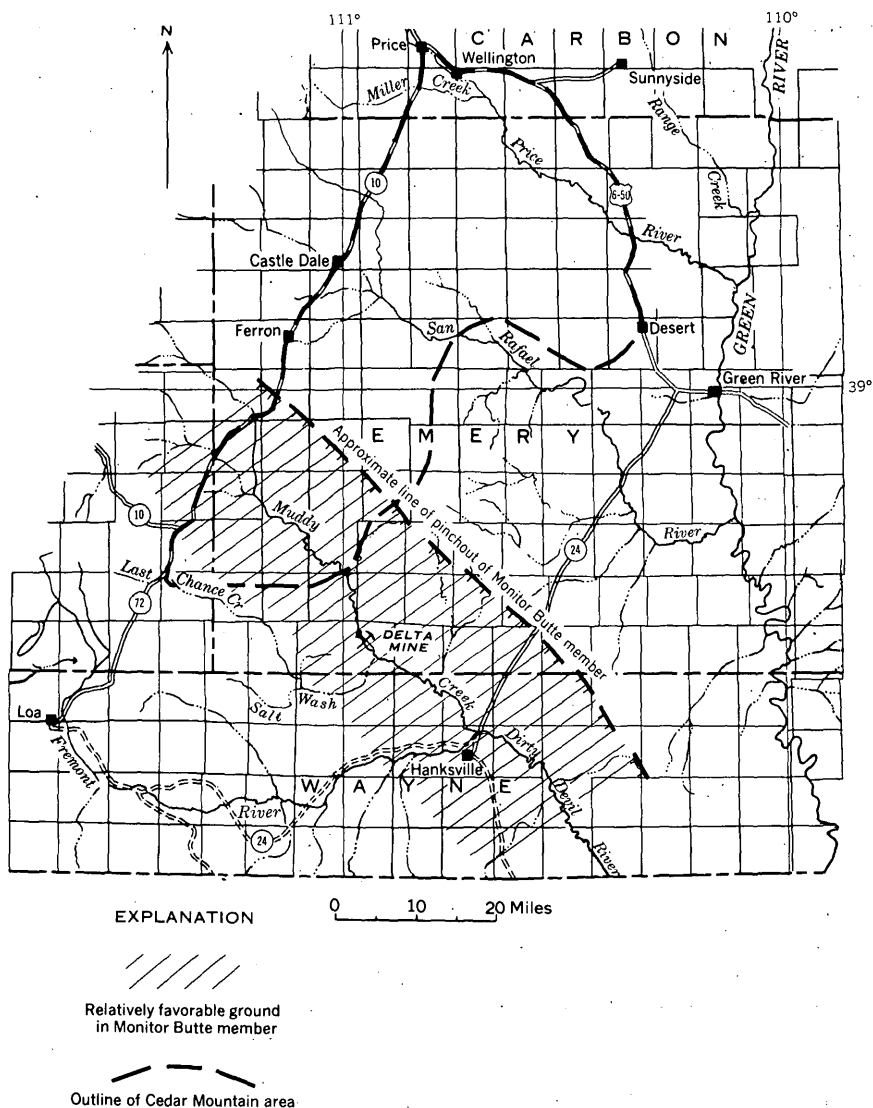 111°
110°
N
CARBON
Price
Wellington
Sunnyside
RIVER
Miller
Creek
Range
Creek
Price
River
10
6-50
Castle Dale
Ferron
San
Rafael
Desert
GREEN
Green River
39°
EMERY
Approximate line of pinchout of Monitor Butte member
10
Muddy
24
River
Last
Chance Cr
72
DELTA
MINE
Creek
Salt
Wash
Loa
Fremont
Dirty
Hanksville
WAYNE
Devil
River
24
River
EXPLANATION
0 10 20 Miles
Relatively favorable ground
in Monitor Butte member
Outline of Cedar Mountain area